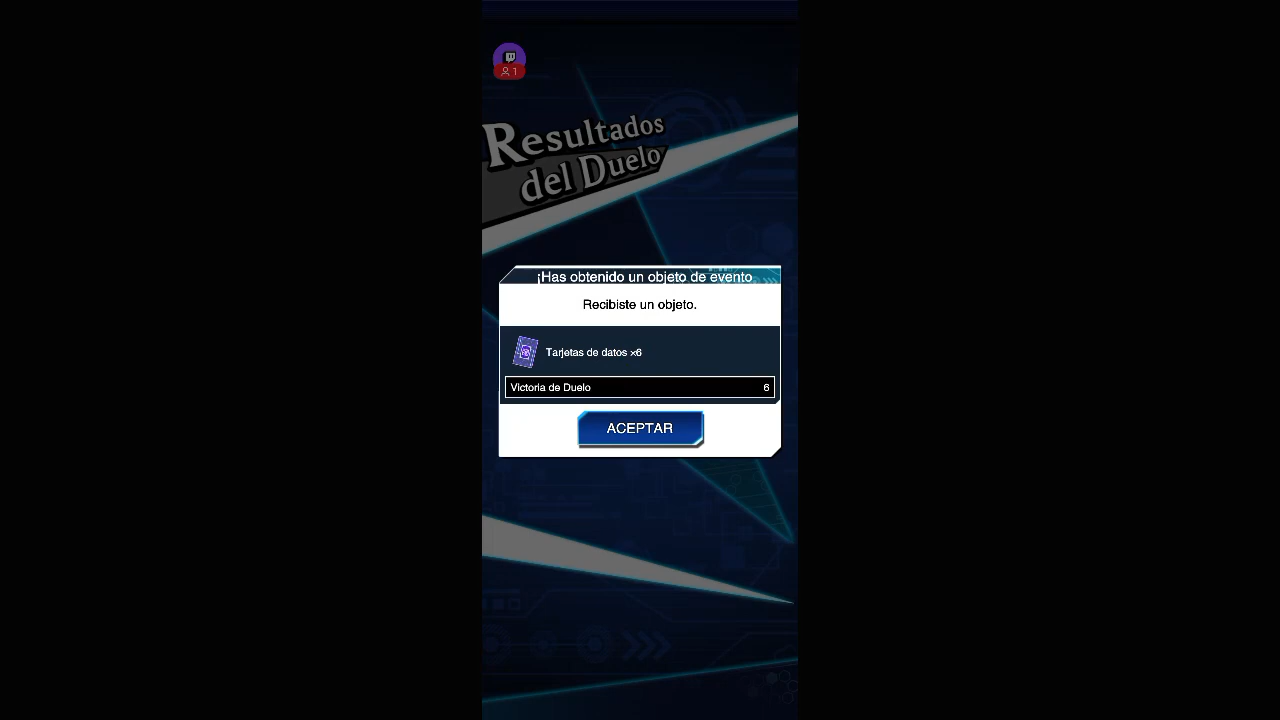 1
Resultados
del Duelo
¡Has obtenido un objeto de evento
Recibiste un objeto.
Tarjetas de datos x6
Victoria de Duelo 6
ACEPTAR